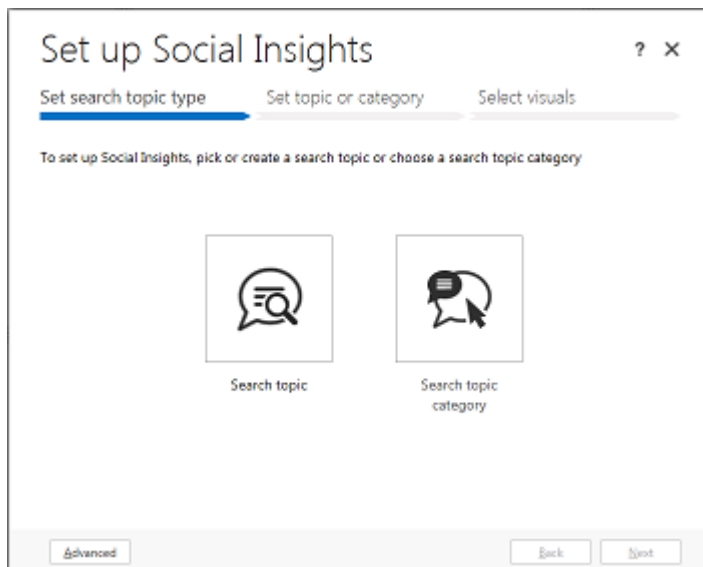 Set up Social Insights ? ✕
Set search topic type Set topic or category Select visuals
To set up Social Insights, pick or create a search topic or choose a search topic category
Search topic Search topic
category
Advanced Back Next